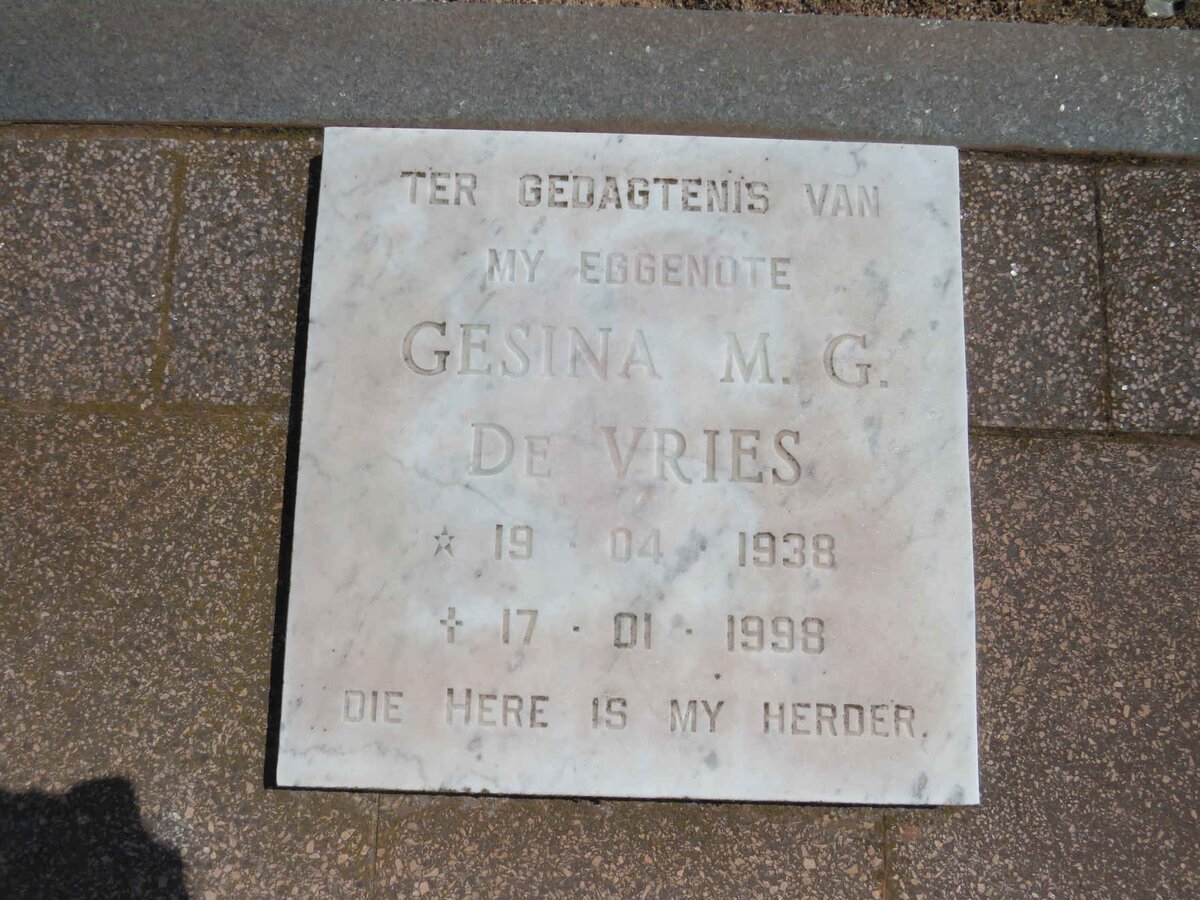 TER GEDAGTENIS VAN
MY EGGENOTE
GESINA M. G.
DE VRIES
☆ 19 · 04 · 1938
✝ 17 · 01 · 1998
DIE HERE IS MY HERDER.